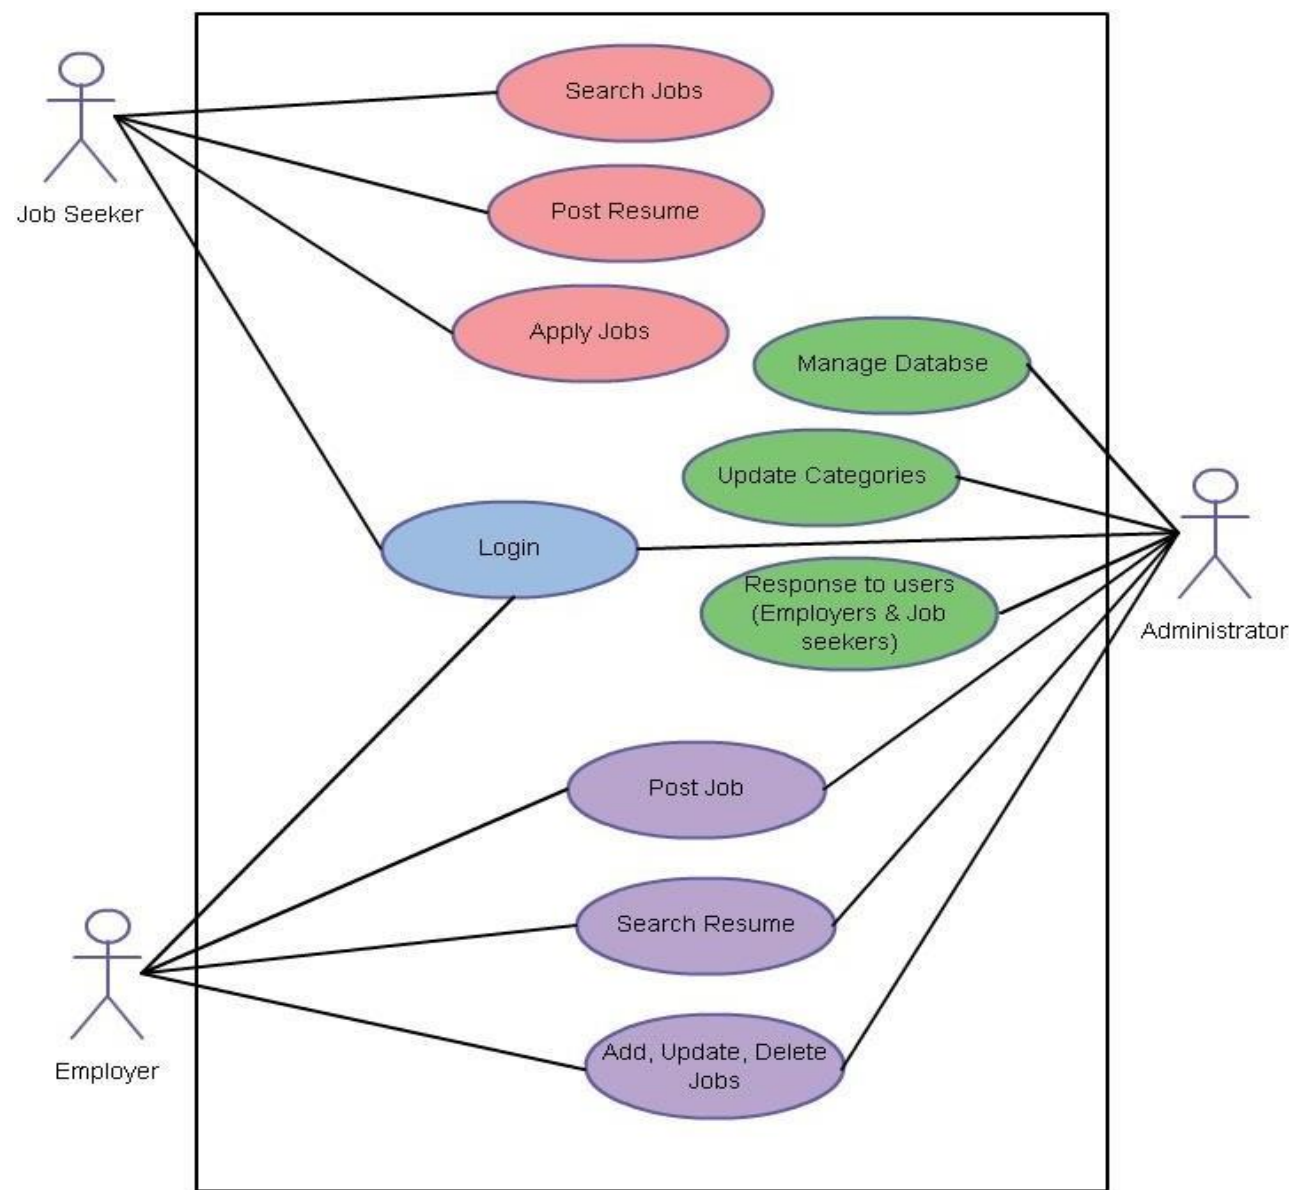 Search Jobs
Job Seeker
Post Resume
Apply Jobs
Manage Databse
Update Categories
Login
Response to users
(Employers & Job
seekers)
Administrator
Post Job
Search Resume
Employer
Add, Update, Delete
Jobs